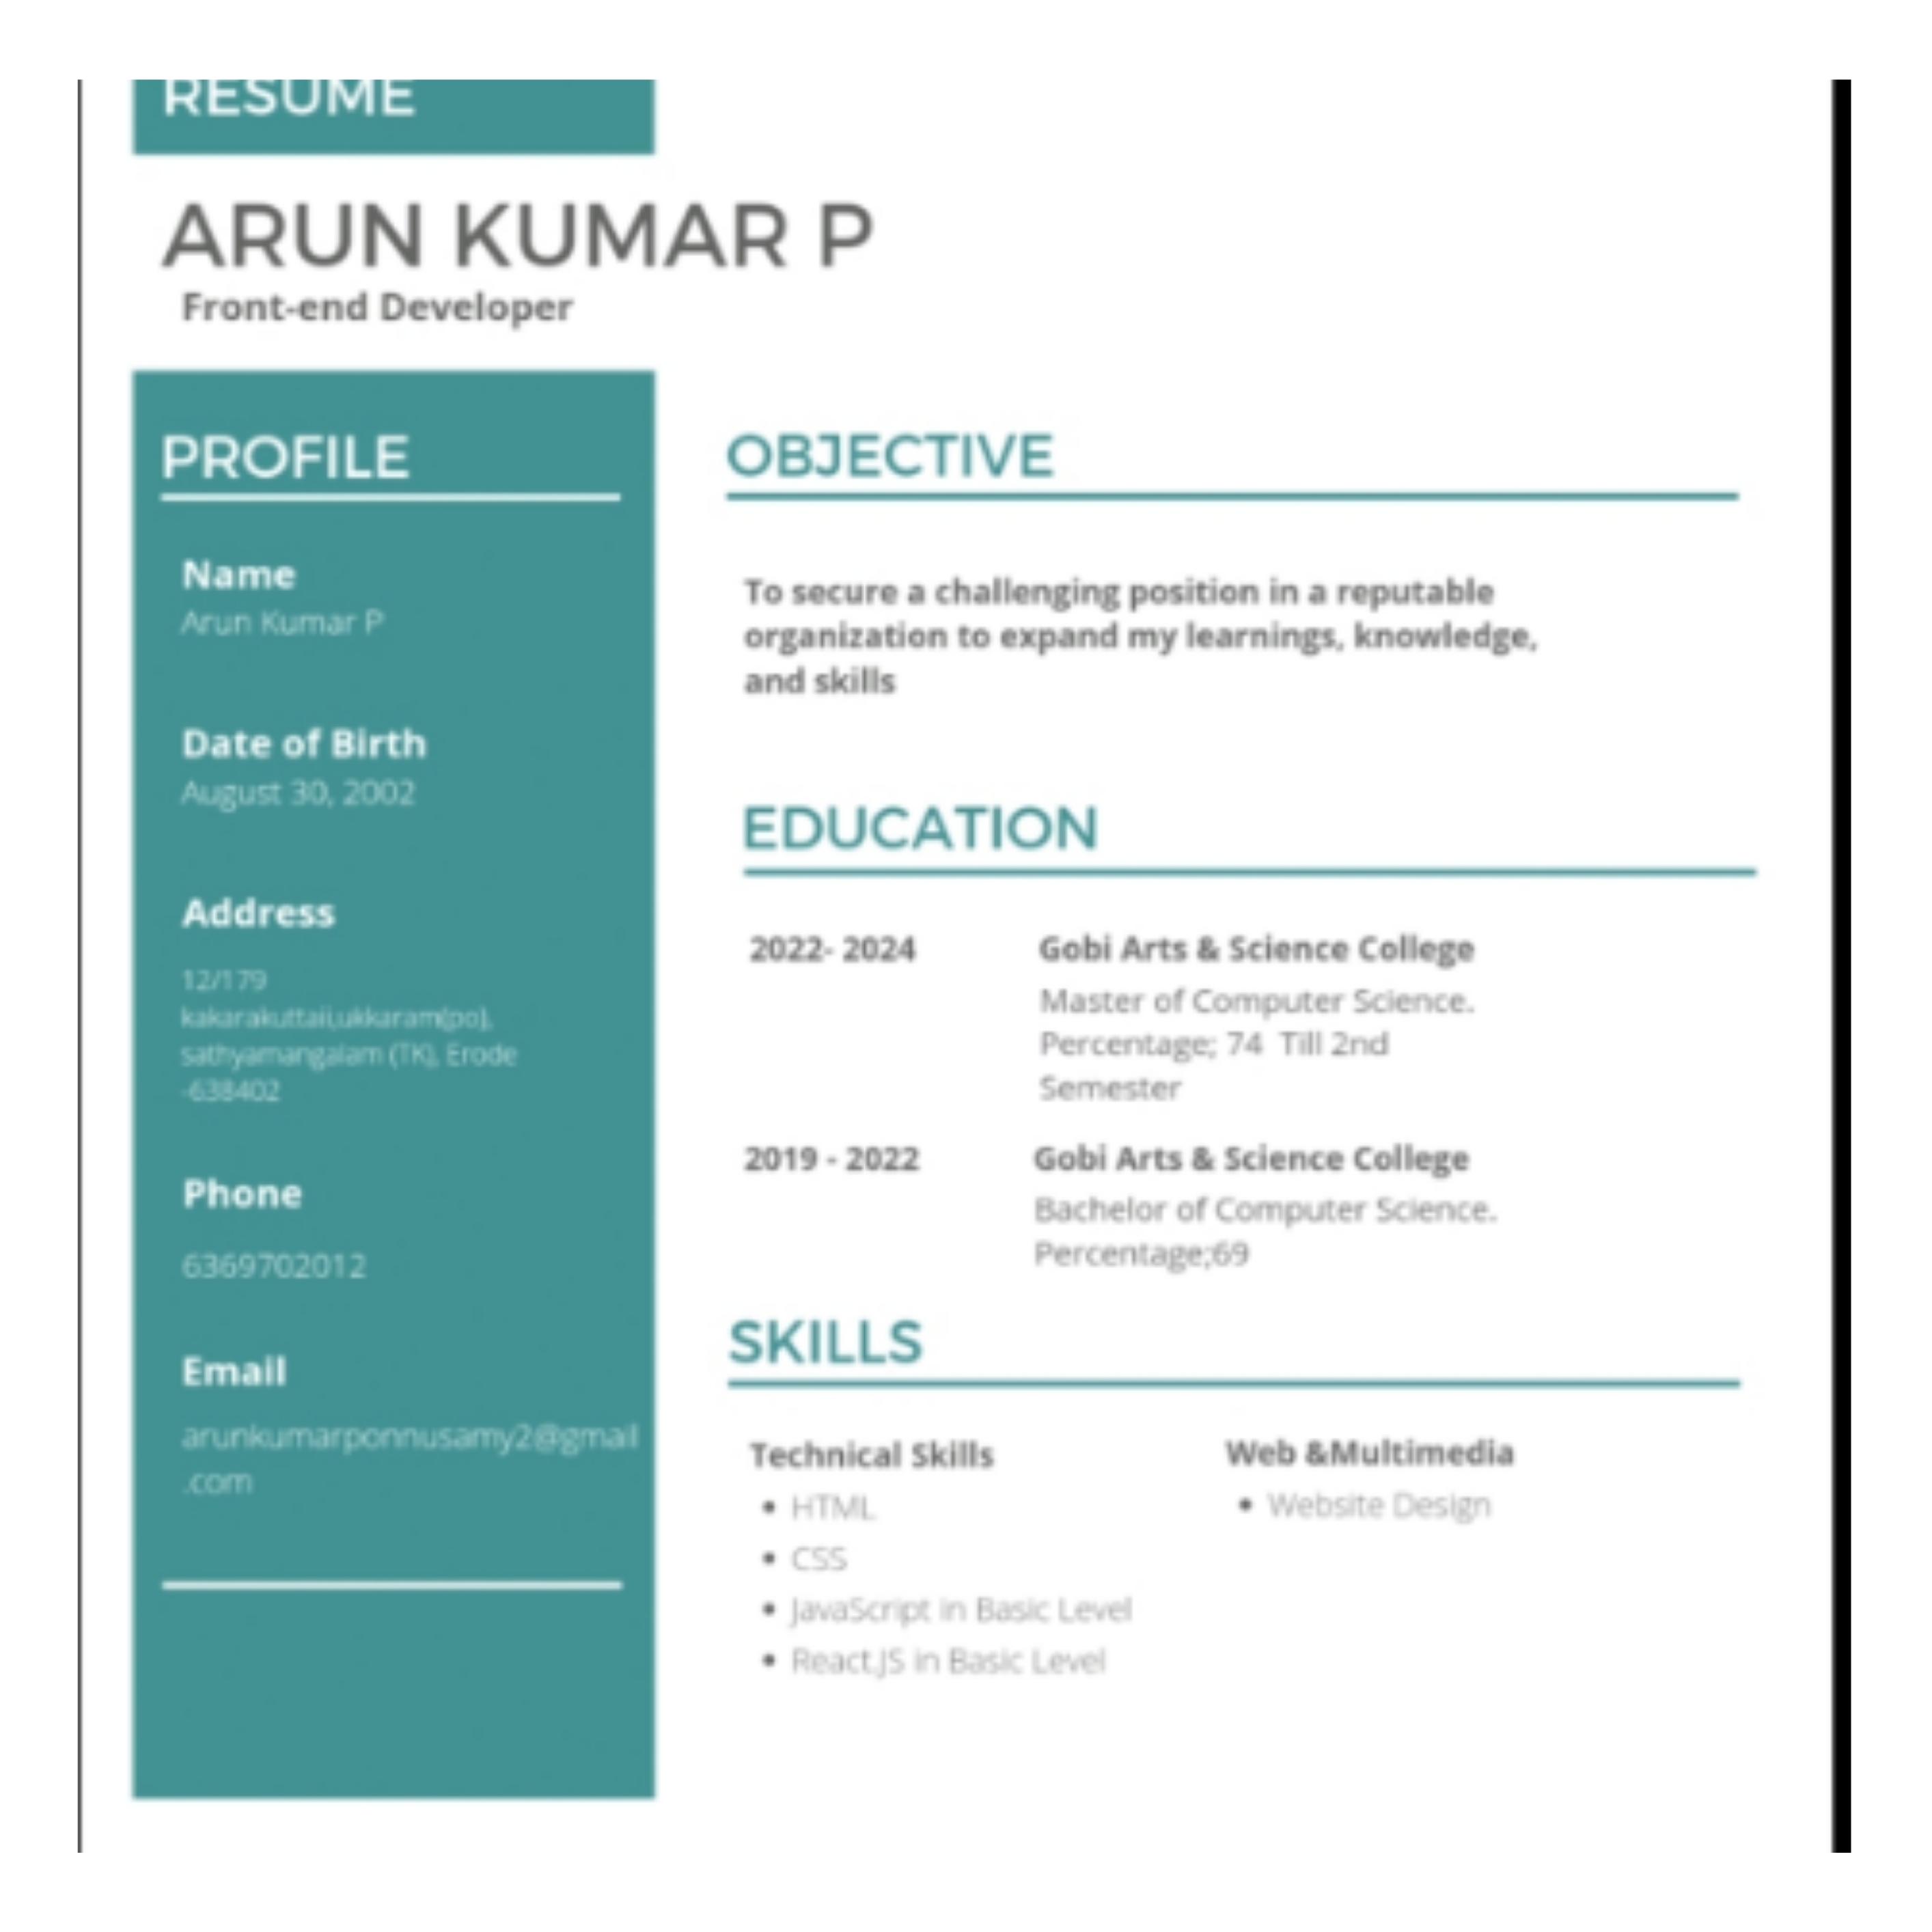 RESUME
ARUN KUMAR P
Front-end Developer
PROFILE
Name
Arun Kumar P
Date of Birth
August 30, 2002
Address
12/179
kakarakuttaii,ukkaram(po),
sathyamangalam (TK), Erode
-638402
Phone
6369702012
Email
arunkumarponnusamy2@gmail
.com
OBJECTIVE
To secure a challenging position in a reputable
organization to expand my learnings, knowledge,
and skills
EDUCATION
2022- 2024 Gobi Arts & Science College
Master of Computer Science.
Percentage; 74 Till 2nd
Semester
2019 - 2022 Gobi Arts & Science College
Bachelor of Computer Science.
Percentage;69
SKILLS
Technical Skills
• HTML
• CSS
• JavaScript in Basic Level
• React.JS in Basic Level
Web &Multimedia
• Website Design